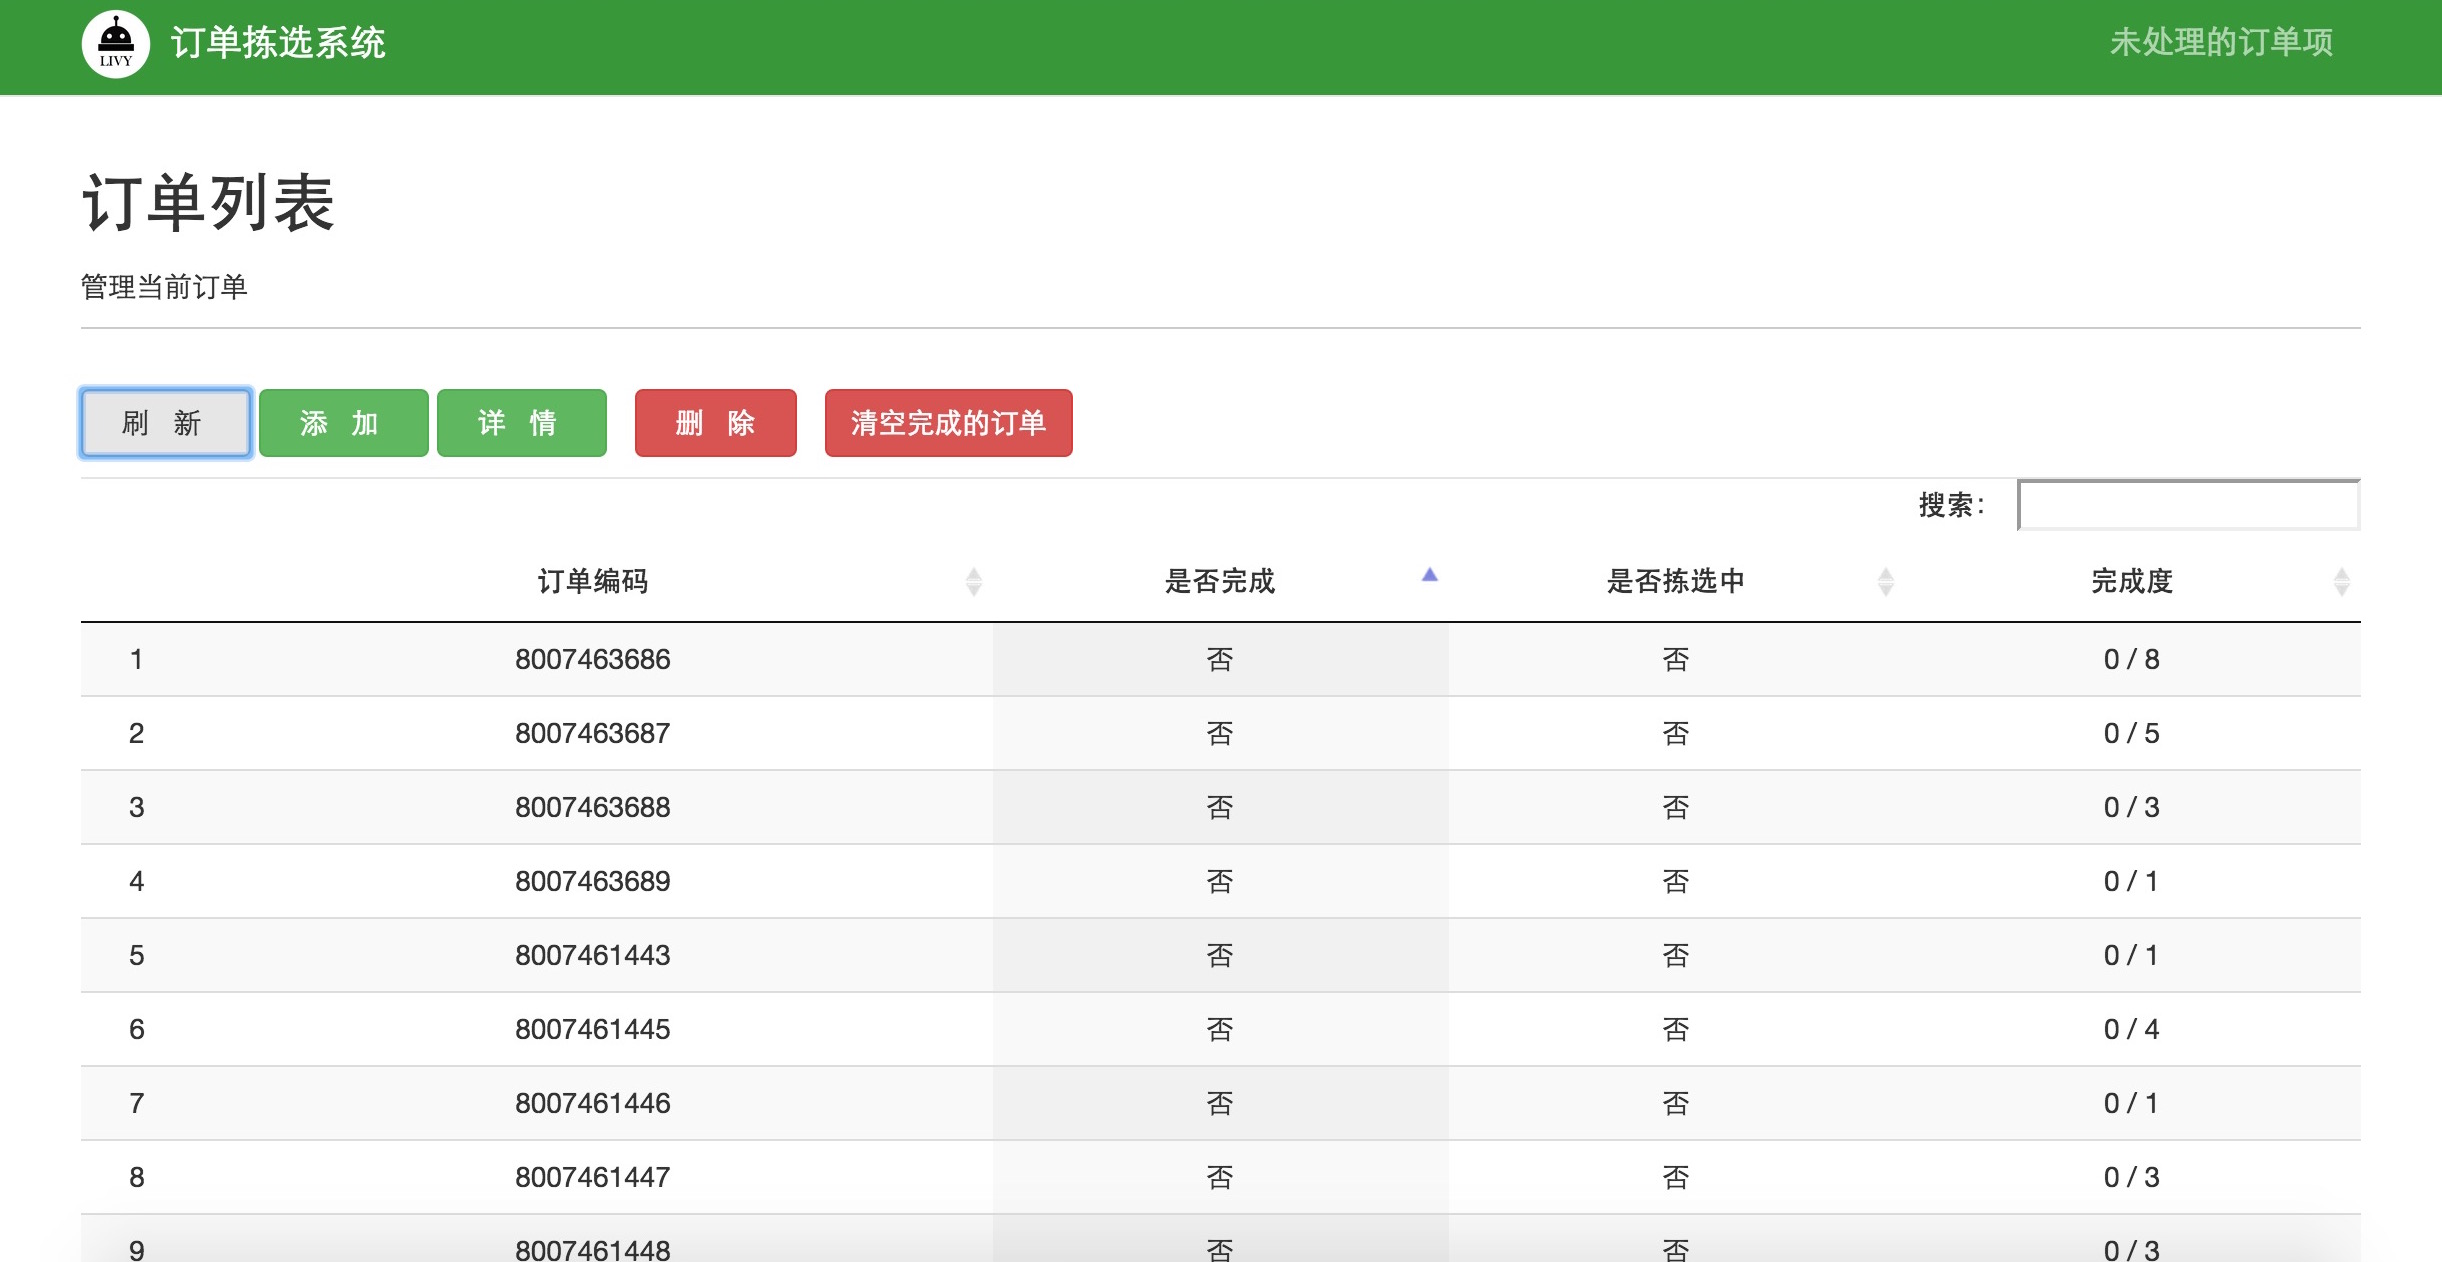 LIVY
订单拣选系统 未处理的订单项
订单列表
管理当前订单
刷 新 添 加 详 情 删 除 清空完成的订单
搜索:
订单编码 是否完成 是否拣选中 完成度
1 8007463686 否 否 0 / 8
2 8007463687 否 否 0 / 5
3 8007463688 否 否 0 / 3
4 8007463689 否 否 0 / 1
5 8007461443 否 否 0 / 1
6 8007461445 否 否 0 / 4
7 8007461446 否 否 0 / 1
8 8007461447 否 否 0 / 3
9 8007461448 否 否 0 / 3